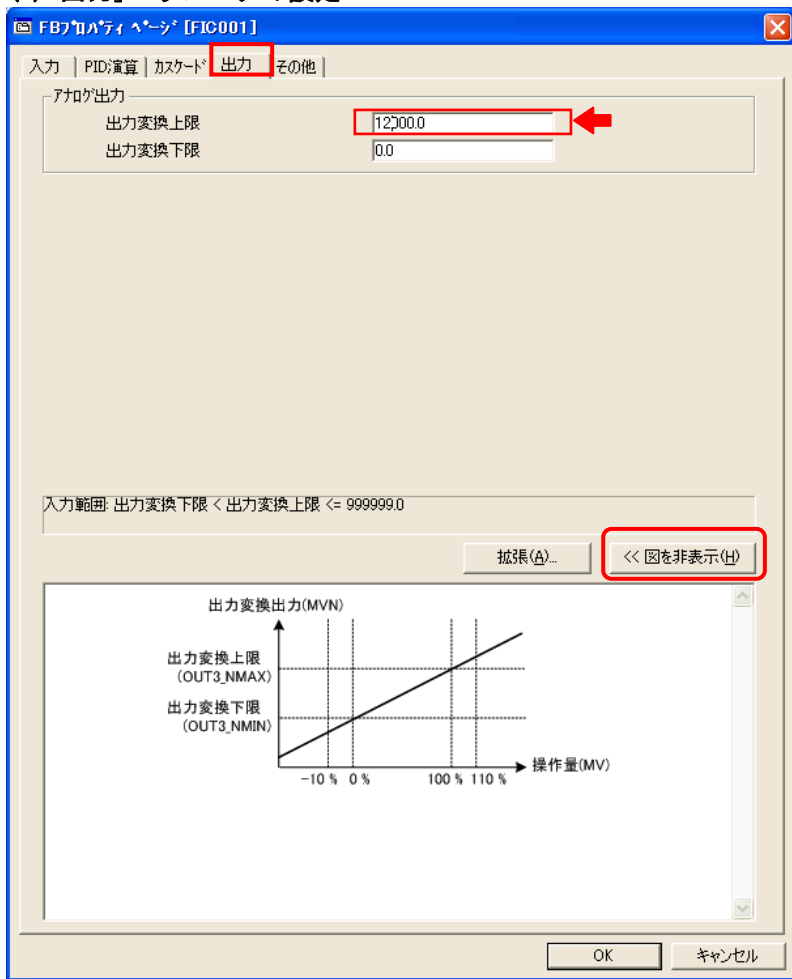 FBプロパティ ページ [FIC001]
入力 PID演算 カスケード 出力 その他
アナログ出力
出力変換上限 12000.0
出力変換下限 0.0
入力範囲: 出力変換下限 < 出力変換上限 <= 999999.0
拡張(A)... << 図を非表示(H)
出力変換出力(MVN)
出力変換上限
(OUT3_NMAX)
出力変換下限
(OUT3_NMIN)
操作量(MV)
-10 % 0 % 100 % 110 %
OK キャンセル